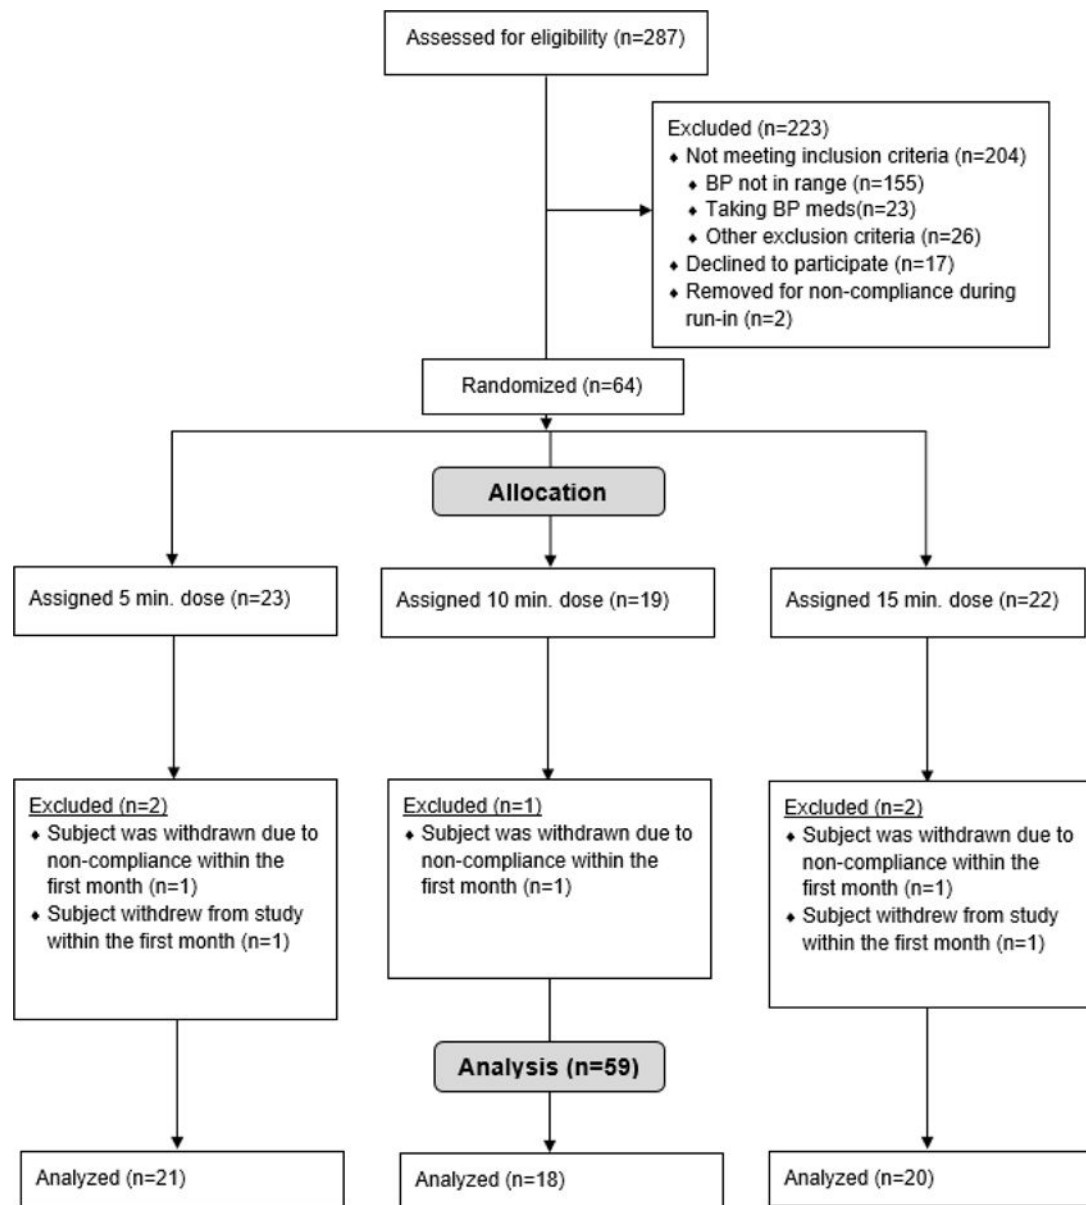 Assessed for eligibility (n=287)
Excluded (n=223)
♦ Not meeting inclusion criteria (n=204)
♦ BP not in range (n=155)
♦ Taking BP meds(n=23)
♦ Other exclusion criteria (n=26)
♦ Declined to participate (n=17)
♦ Removed for non-compliance during
run-in (n=2)
Randomized (n=64)
Allocation
Assigned 5 min. dose (n=23)
Assigned 10 min. dose (n=19)
Assigned 15 min. dose (n=22)
Excluded (n=2)
♦ Subject was withdrawn due to
non-compliance within the
first month (n=1)
♦ Subject withdrew from study
within the first month (n=1)
Excluded (n=1)
♦ Subject was withdrawn due to
non-compliance within the
first month (n=1)
Excluded (n=2)
♦ Subject was withdrawn due to
non-compliance within the
first month (n=1)
♦ Subject withdrew from study
within the first month (n=1)
Analysis (n=59)
Analyzed (n=21)
Analyzed (n=18)
Analyzed (n=20)